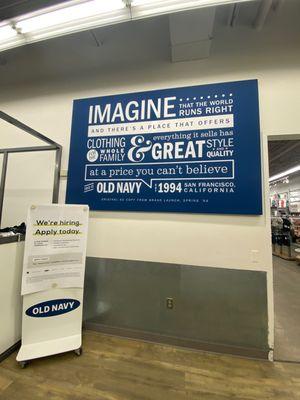 IMAGINE THAT THE WORLD RUNS RIGHT
AND THERE'S A PLACE THAT OFFERS
CLOTHING for the WHOLE FAMILY & everything it sells has GREAT STYLE AND QUALITY
at a price you can't believe
OLD NAVY 1994 SAN FRANCISCO, CALIFORNIA
ORIGINAL AD COPY FROM BRAND LAUNCH, SPRING '94
We're hiring.
Apply today.
OLD NAVY